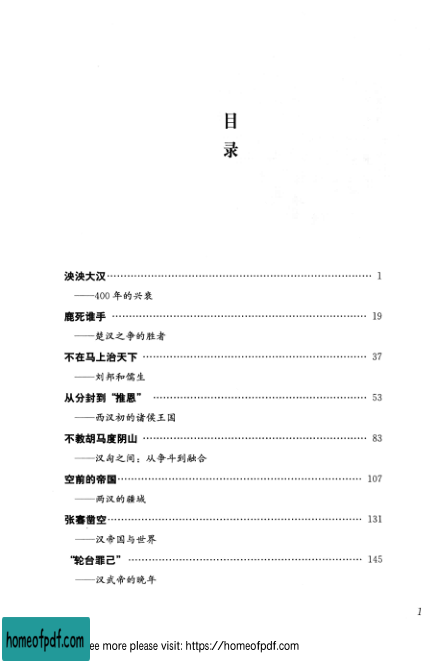 目
录
泱泱大汉 1
——400 年的兴衰
鹿死谁手 19
——楚汉之争的胜者
不在马上治天下 37
——刘邦和儒生
从分封到“推恩” 53
——西汉初的诸侯王国
不教胡马度阴山 83
——汉匈之间：从争斗到融合
空前的帝国 107
——两汉的疆域
张骞凿空 131
——汉帝国与世界
“轮台罪己” 145
——汉武帝的晚年
1
homeofpdf.com
ee more please visit: https://homeofpdf.com